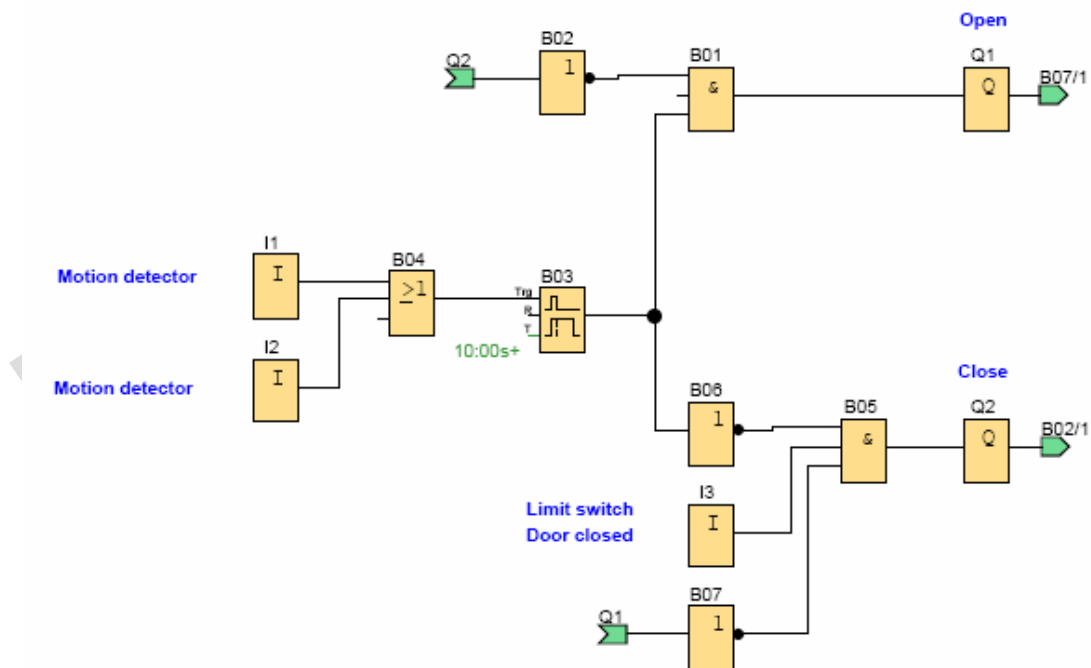 Open
Q2
B02
1
B01
&
Q1
Q
B07/1
I1
I
Motion detector
B04
>1
B03
Trg
R
T
10:00s+
I2
I
Motion detector
Close
B06
1
B05
&
Q2
Q
B02/1
I3
I
Limit switch
Door closed
B07
1
Q1